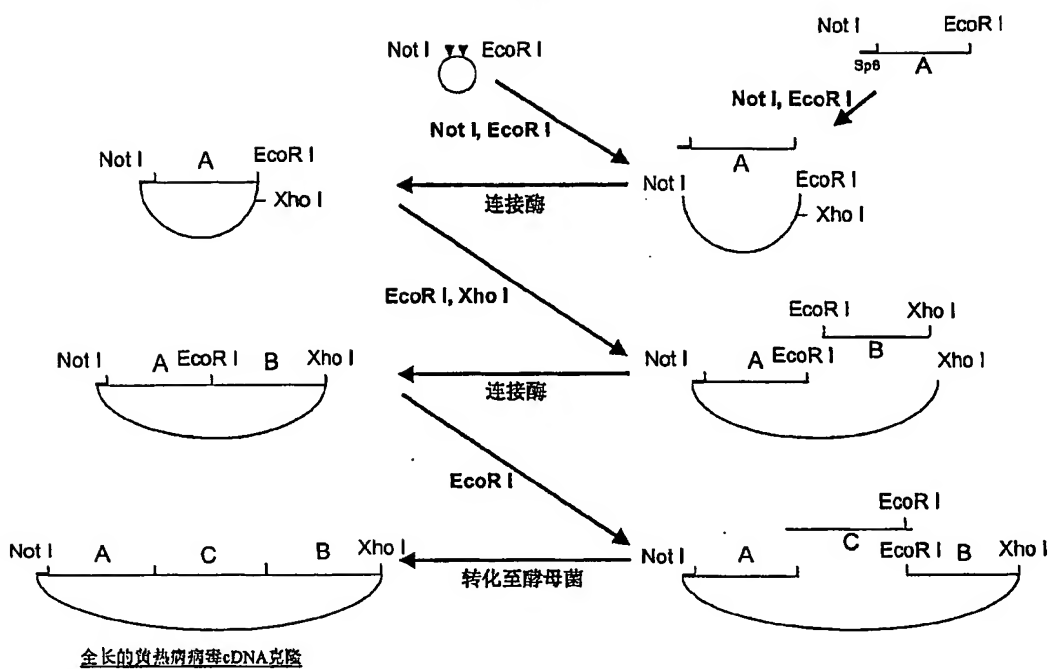 Not I EcoR I
Not I EcoR I
Sp6 A
Not I, EcoR I
Not I, EcoR I
Not I A EcoR I
Xho I
A
Not I EcoR I
Xho I
连接酶
EcoR I, Xho I
EcoR I Xho I
B
Not I A EcoR I B Xho I
Not I A EcoR I Xho I
连接酶
EcoR I
EcoR I
C
Not I A C B Xho I
Not I A EcoR I B Xho I
转化至酵母菌
全长的黄热病病毒cDNA克隆